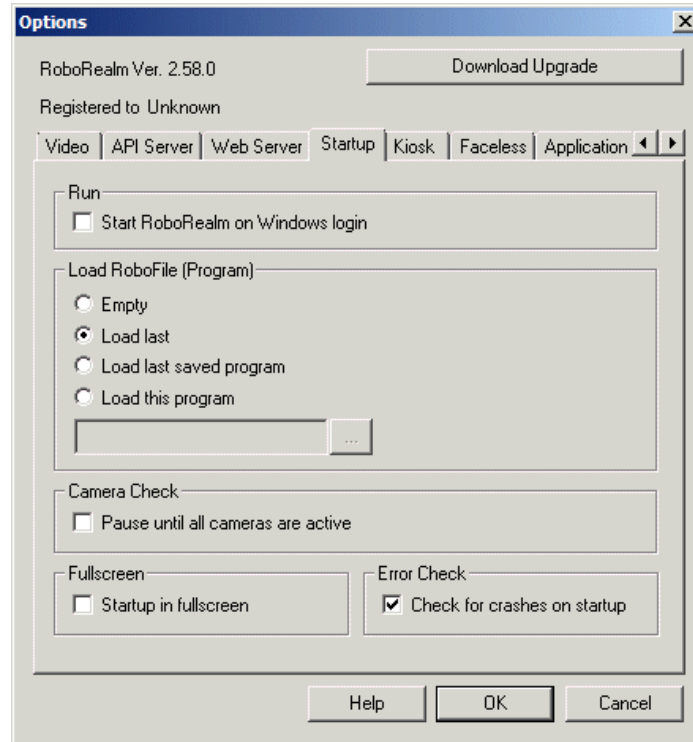 Options
RoboRealm Ver. 2.58.0
Download Upgrade
Registered to Unknown
Video API Server Web Server Startup Kiosk Faceless Application
Run
Start RoboRealm on Windows login
Load RoboFile (Program)
Empty
Load last
Load last saved program
Load this program
...
Camera Check
Pause until all cameras are active
Fullscreen
Startup in fullscreen
Error Check
Check for crashes on startup
Help OK Cancel